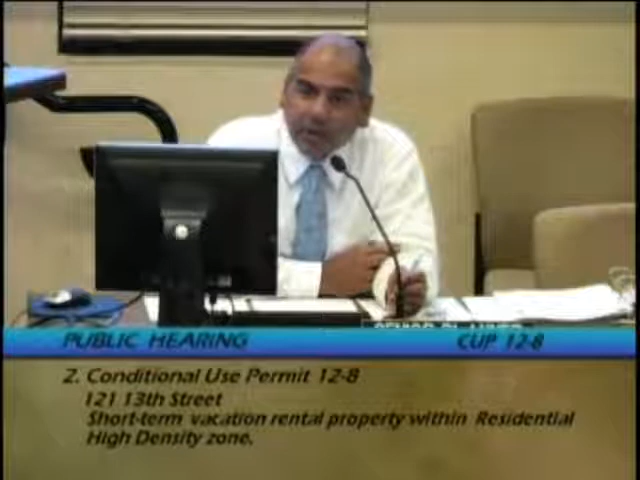 PUBLIC HEARING CUP 12-8
2. Conditional Use Permit 12-8
121 13th Street
Short-term vacation rental property within Residential
High Density zone.